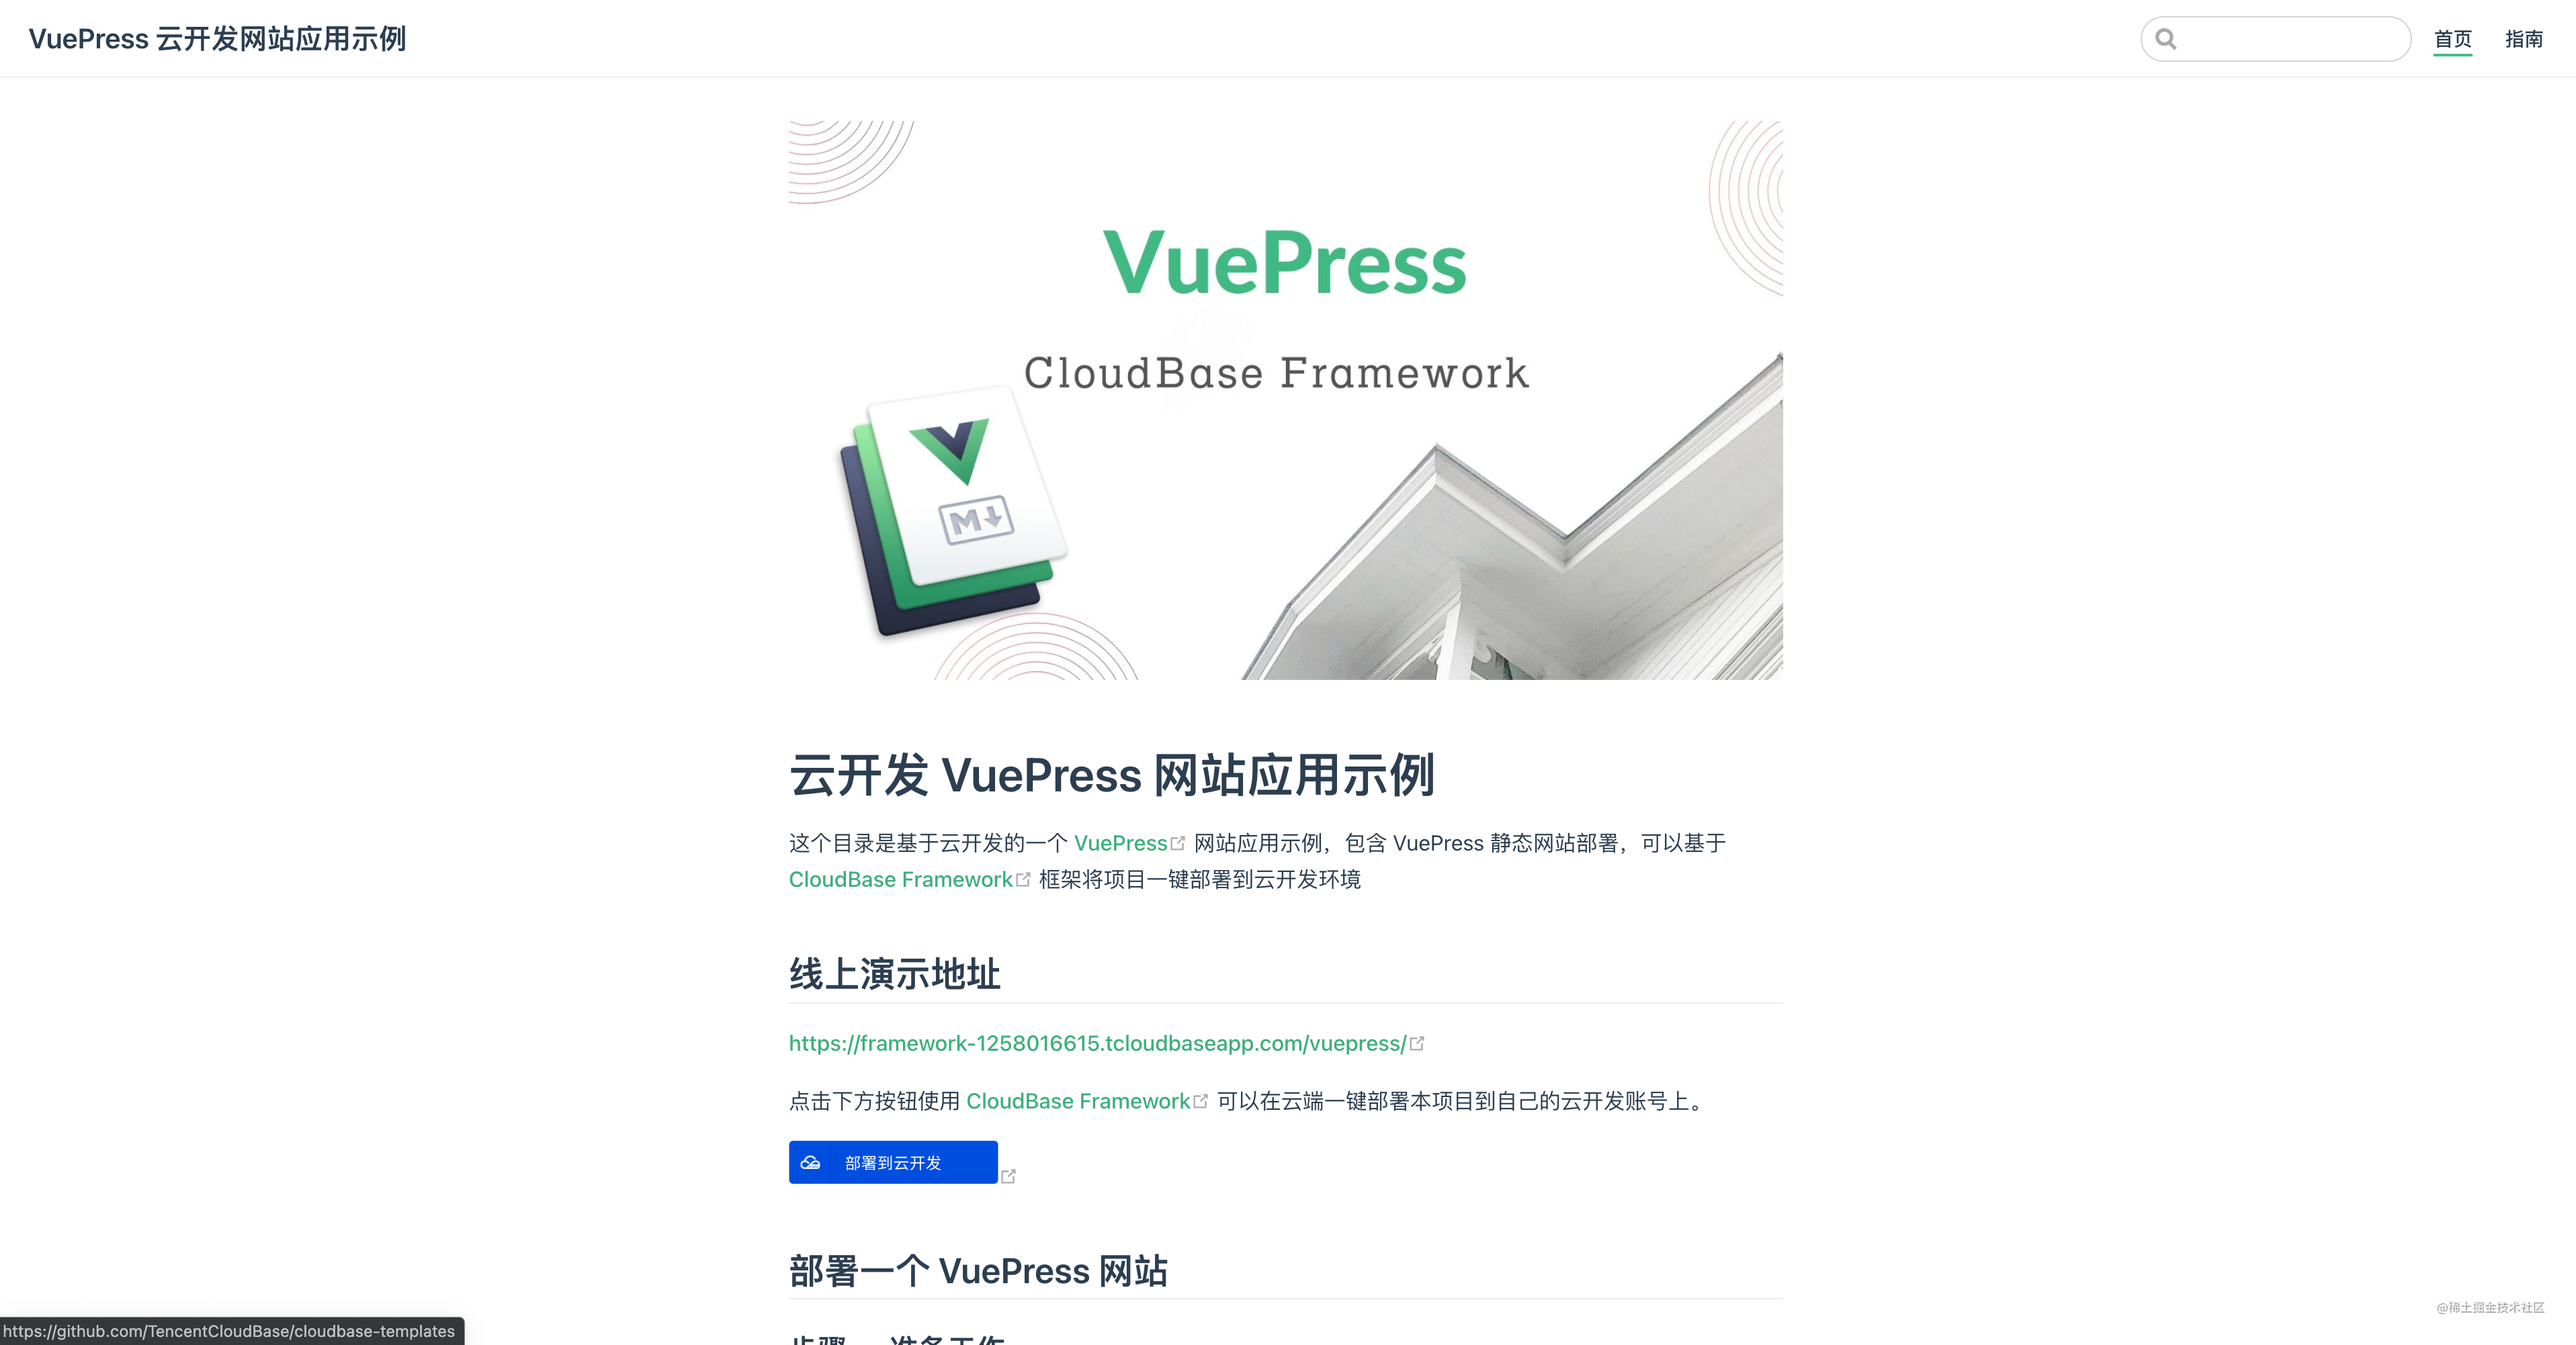 VuePress 云开发网站应用示例
首页
指南
VuePress
CloudBase Framework
M
云开发 VuePress 网站应用示例
这个目录是基于云开发的一个 VuePress 网站应用示例，包含 VuePress 静态网站部署，可以基于
CloudBase Framework 框架将项目一键部署到云开发环境
线上演示地址
https://framework-1258016615.tcloudbaseapp.com/vuepress/
点击下方按钮使用 CloudBase Framework 可以在云端一键部署本项目到自己的云开发账号上。
部署到云开发
部署一个 VuePress 网站
@稀土掘金技术社区
https://github.com/TencentCloudBase/cloudbase-templates